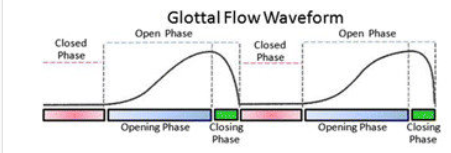 Glottal Flow Waveform
Closed
Phase
Open Phase
Closed
Phase
Open Phase
Opening Phase
Closing
Phase
Opening Phase
Closing
Phase